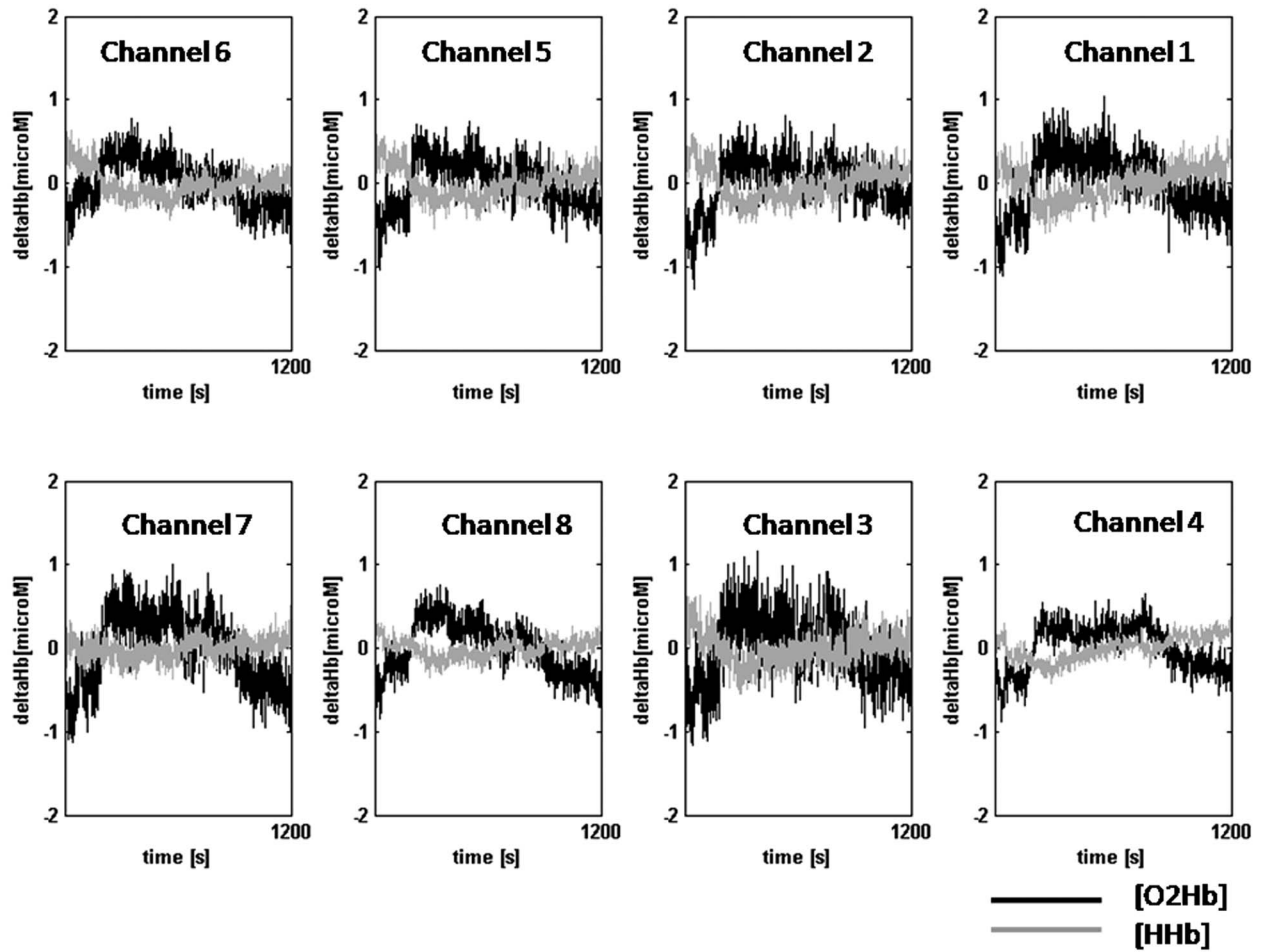 2
Channel 6
1
0
-1
-2
deltaHb[microM]
1200
time [s]
2
Channel 5
1
0
-1
-2
deltaHb[microM]
1200
time [s]
2
Channel 2
1
0
-1
-2
deltaHb[microM]
1200
time [s]
2
Channel 1
1
0
-1
-2
deltaHb[microM]
1200
time [s]
2
Channel 7
1
0
-1
-2
deltaHb[microM]
1200
time [s]
2
Channel 8
1
0
-1
-2
deltaHb[microM]
1200
time [s]
2
Channel 3
1
0
-1
-2
deltaHb[microM]
1200
time [s]
2
Channel 4
1
0
-1
-2
deltaHb[microM]
1200
time [s]
[O2Hb]
[HHb]